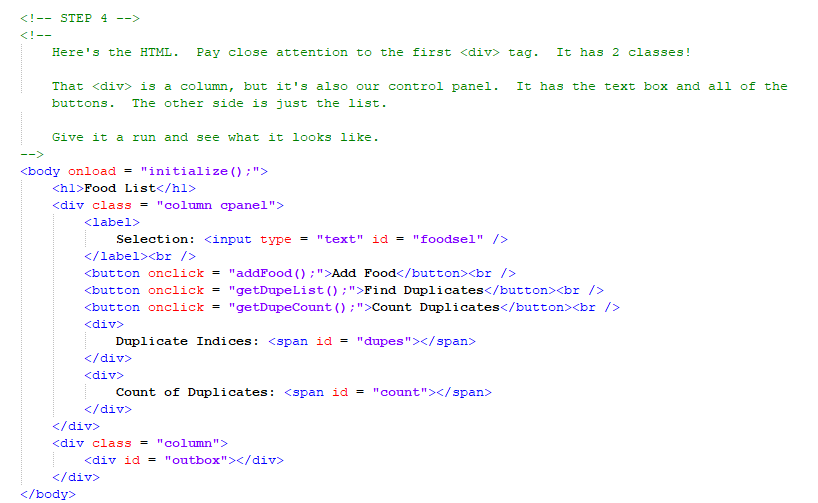 <!-- STEP 4 -->
<!--
    Here's the HTML.  Pay close attention to the first <div> tag.  It has 2 classes!
    That <div> is a column, but it's also our control panel.  It has the text box and all of the
    buttons.  The other side is just the list.
    Give it a run and see what it looks like.
-->
<body onload = "initialize();">
    <h1>Food List</h1>
    <div class = "column cpanel">
        <label>
            Selection: <input type = "text" id = "foodsel" />
        </label><br />
        <button onclick = "addFood();">Add Food</button><br />
        <button onclick = "getDupeList();">Find Duplicates</button><br />
        <button onclick = "getDupeCount();">Count Duplicates</button><br />
        <div>
            Duplicate Indices: <span id = "dupes"></span>
        </div>
        <div>
            Count of Duplicates: <span id = "count"></span>
        </div>
    </div>
    <div class = "column">
        <div id = "outbox"></div>
    </div>
</body>